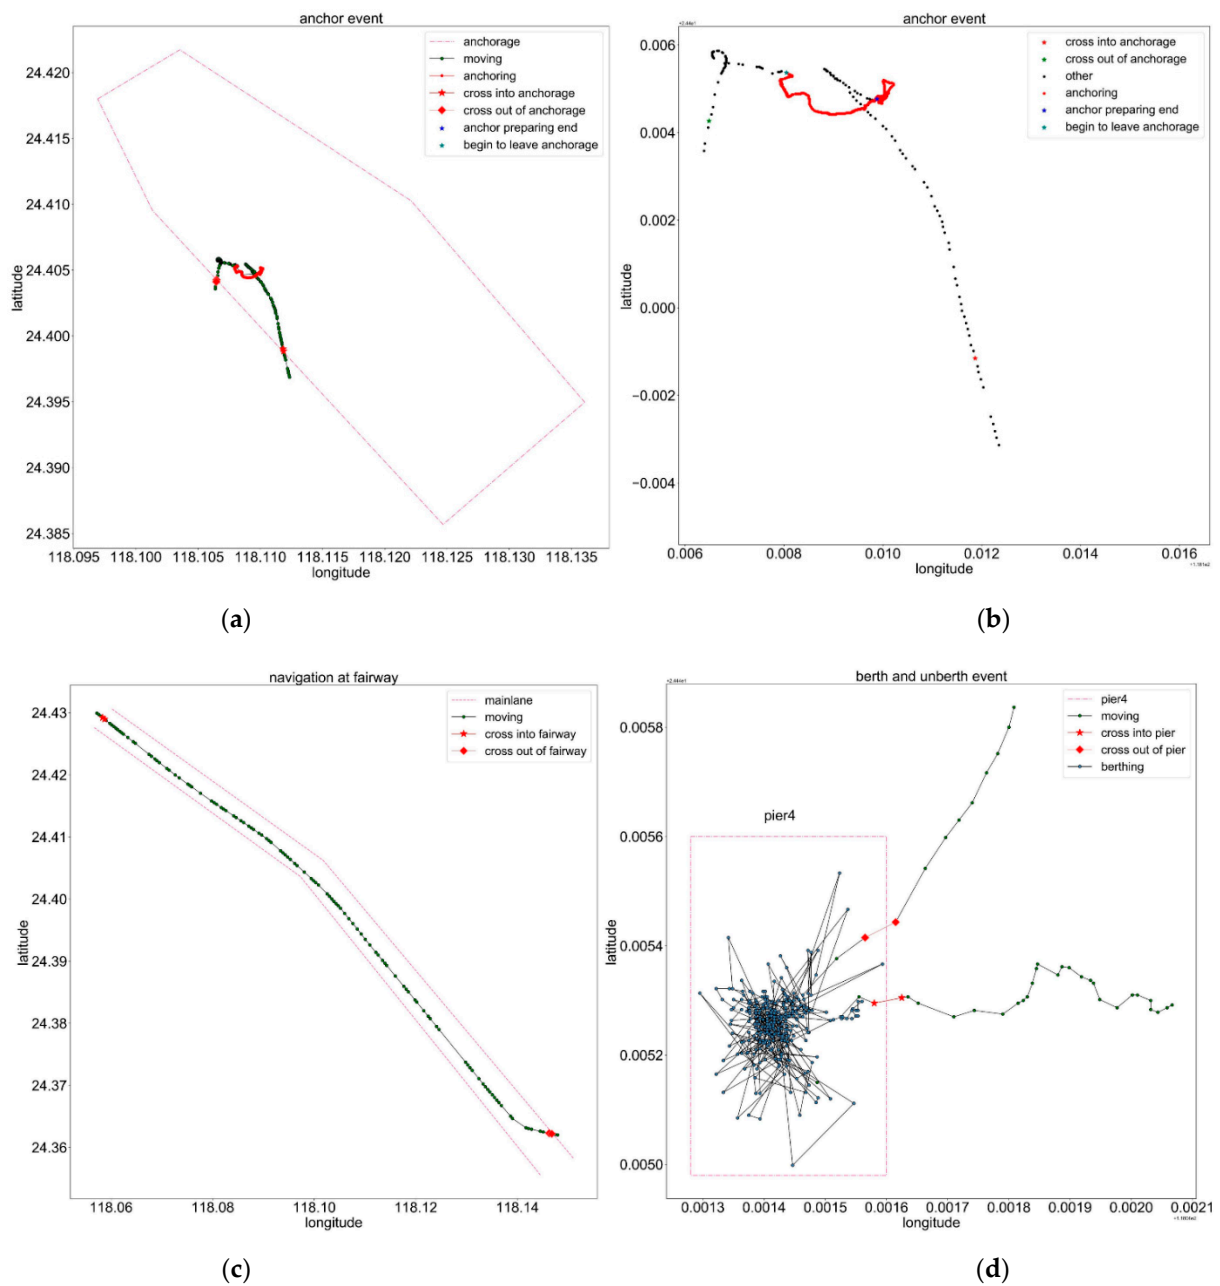 anchor event
anchorage
moving
anchoring
cross into anchorage
cross out of anchorage
anchor preparing end
begin to leave anchorage
24.420
24.415
24.410
24.405
24.400
24.395
24.390
24.385
latitude
118.095 118.100 118.105 118.110 118.115 118.120 118.125 118.130 118.135
longitude
(a)
anchor event
cross into anchorage
cross out of anchorage
other
anchoring
anchor preparing end
begin to leave anchorage
0.006
0.004
0.002
0.000
−0.002
−0.004
latitude
0.006 0.008 0.010 0.012 0.014 0.016
longitude
(b)
navigation at fairway
mainlane
moving
cross into fairway
cross out of fairway
24.43
24.42
24.41
24.40
24.39
24.38
24.37
24.36
latitude
118.06 118.08 118.10 118.12 118.14
longitude
(c)
berth and unberth event
pier4
moving
cross into pier
cross out of pier
berthing
pier4
0.0058
0.0056
0.0054
0.0052
0.0050
latitude
0.0013 0.0014 0.0015 0.0016 0.0017 0.0018 0.0019 0.0020 0.0021
longitude
(d)